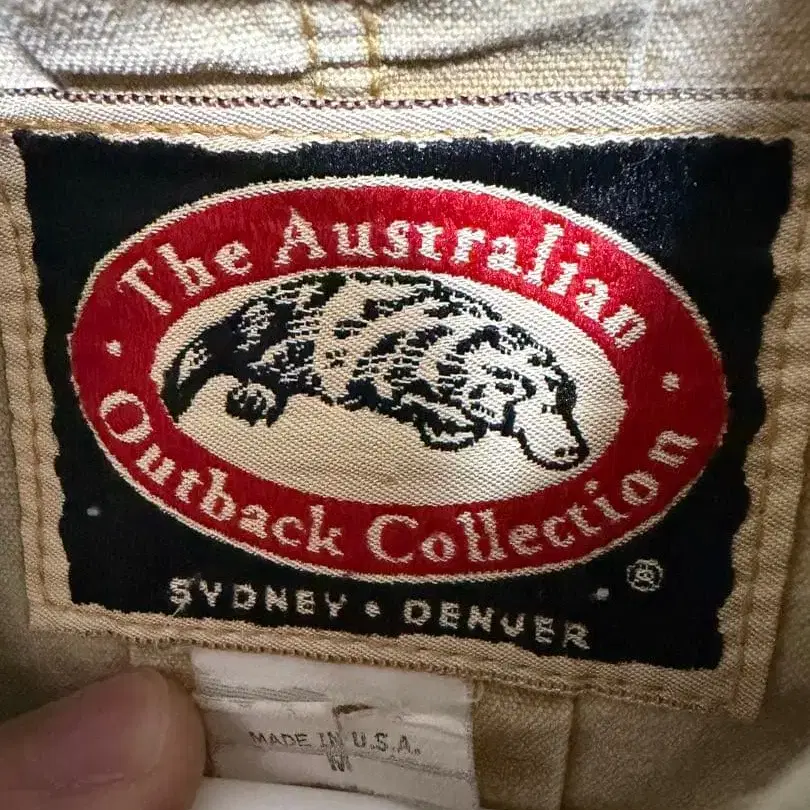 The Australian
Outback Collection
SYDNEY • DENVER
®
MADE IN U.S.A.
M